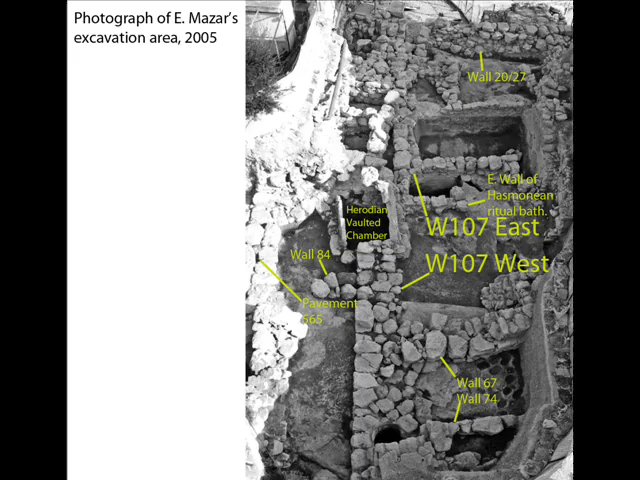 Photograph of E. Mazar's
excavation area, 2005
Wall 20/27
E. Wall of
Hasmonean
ritual bath.
Herodian
Vaulted
Chamber
W107 East
Wall 84
W107 West
Pavement
565
Wall 67
Wall 74